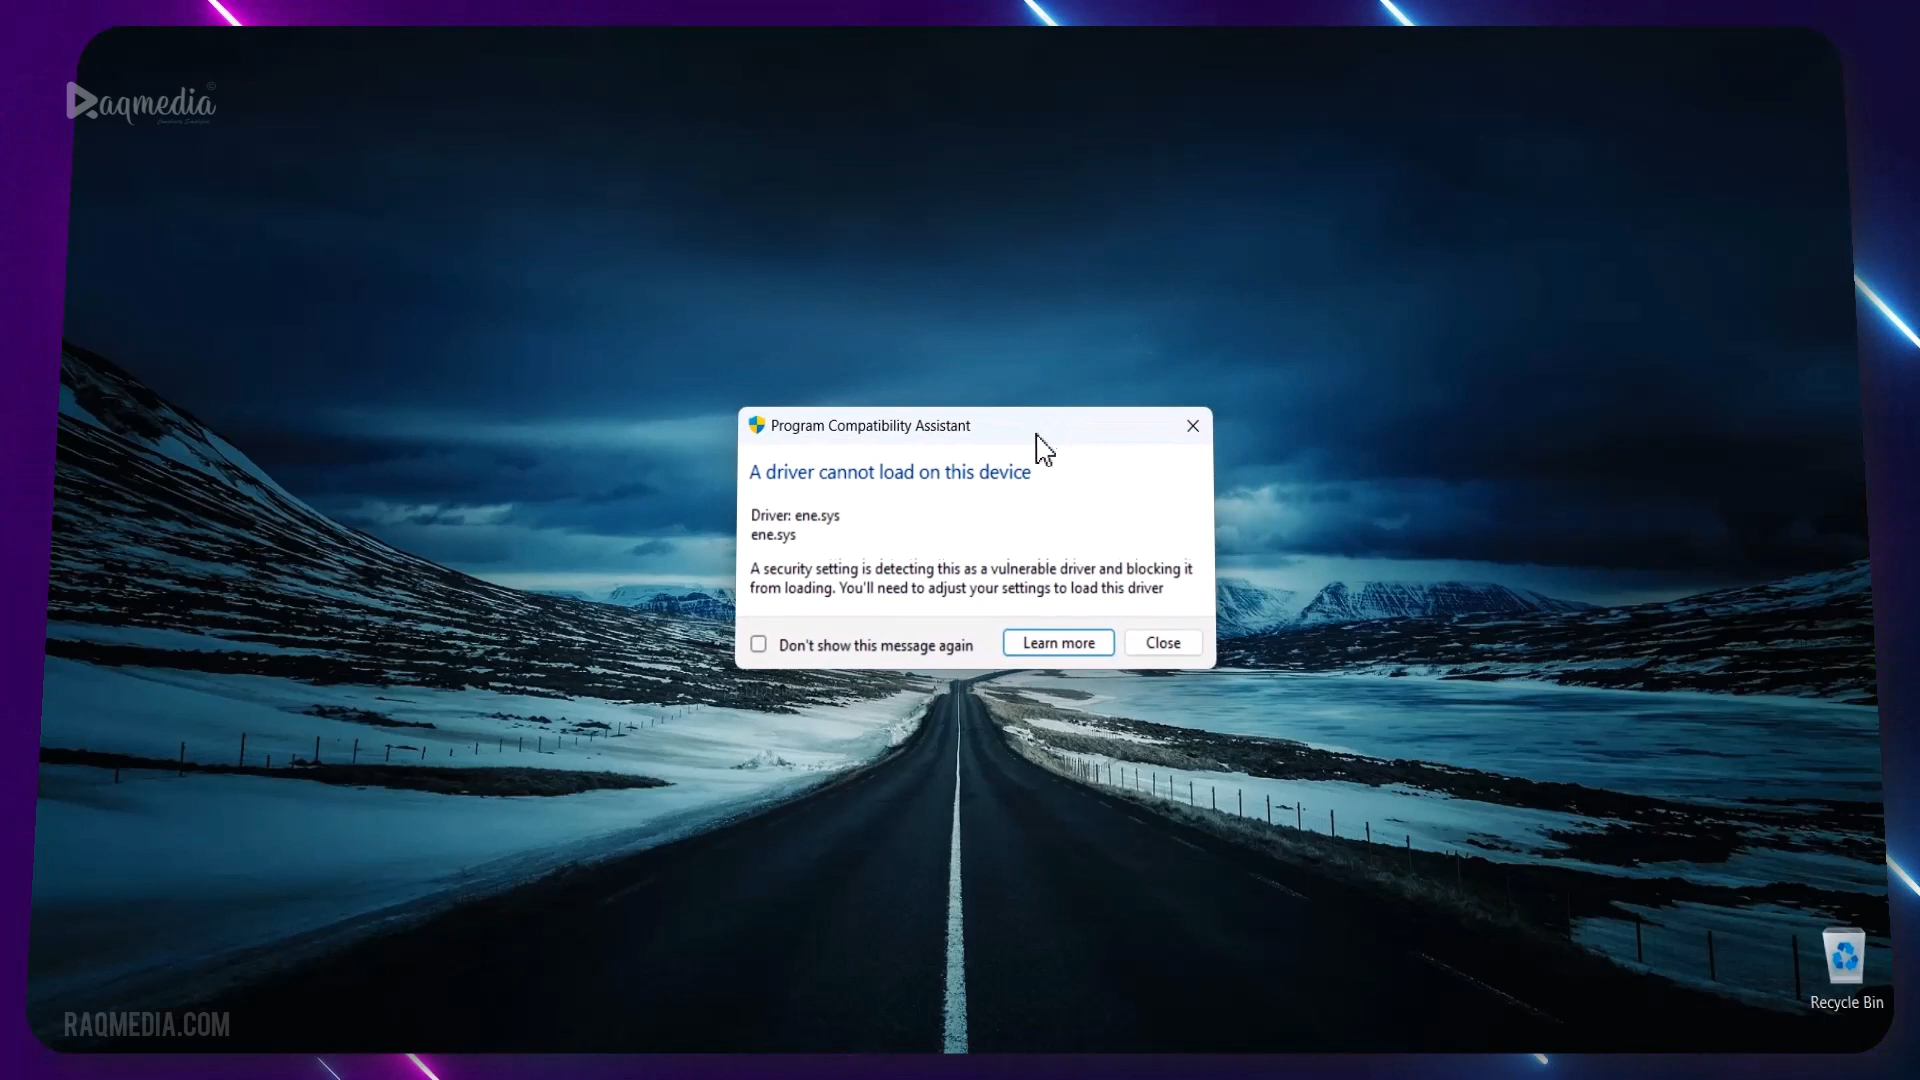 aqmedia
Program Compatibility Assistant
A driver cannot load on this device
Driver: ene.sys
ene.sys
A security setting is detecting this as a vulnerable driver and blocking it
from loading. You'll need to adjust your settings to load this driver
Don't show this message again
Learn more
Close
Recycle Bin
RAQMEDIA.COM